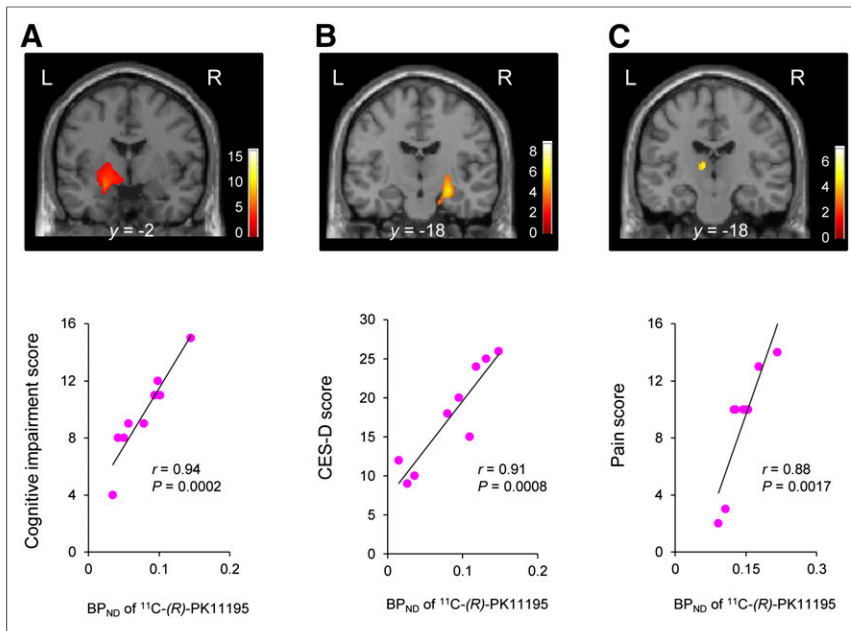 A
B
C
L R
L R
L R
15
10
5
0
8
6
4
2
0
6
4
2
0
y = -2
y = -18
y = -18
Cognitive impairment score
16
12
8
4
0
r = 0.94
P = 0.0002
0 0.1 0.2
BPND of 11C-(R)-PK11195
CES-D score
30
25
20
15
10
5
0
r = 0.91
P = 0.0008
0 0.1 0.2
BPND of 11C-(R)-PK11195
Pain score
16
12
8
4
0
r = 0.88
P = 0.0017
0 0.15 0.3
BPND of 11C-(R)-PK11195